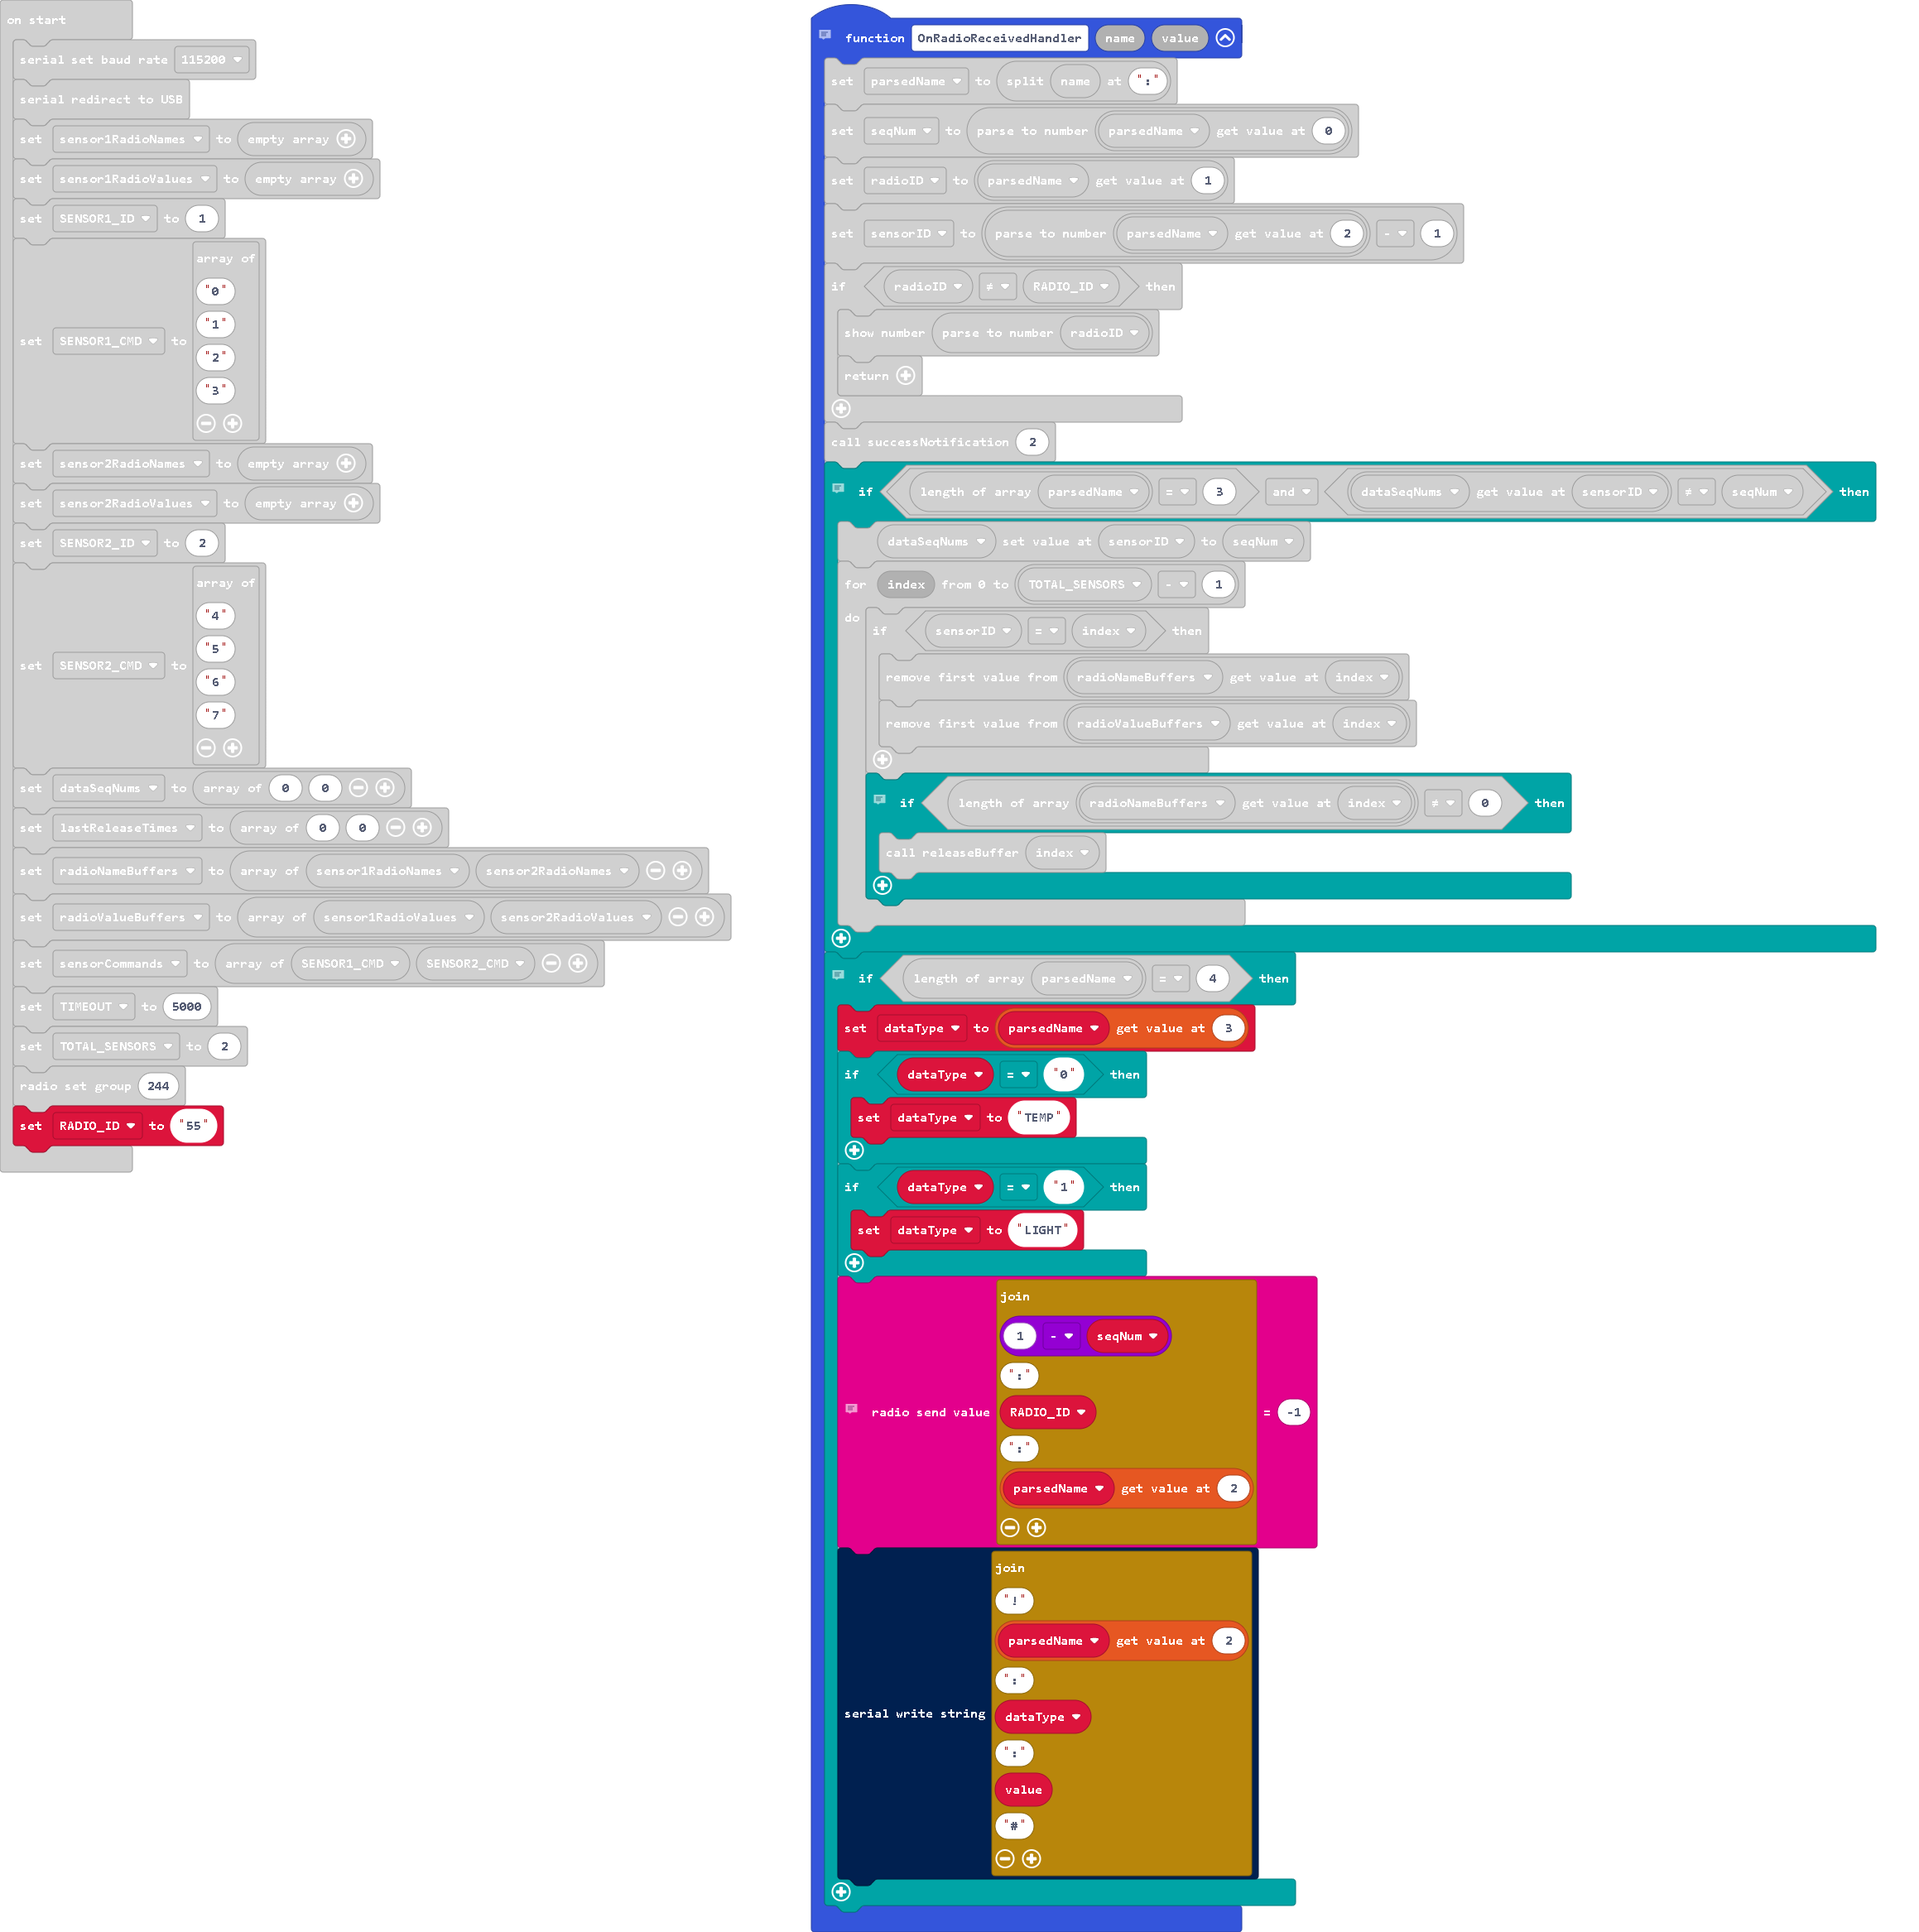 on start
serial set baud rate 115200
serial redirect to USB
set sensor1RadioNames to empty array
set sensor1RadioValues to empty array
set SENSOR1_ID to 1
set SENSOR1_CMD to array of "0" "1" "2" "3"
set sensor2RadioNames to empty array
set sensor2RadioValues to empty array
set SENSOR2_ID to 2
set SENSOR2_CMD to array of "4" "5" "6" "7"
set dataSeqNums to array of 0 0
set lastReleaseTimes to array of 0 0
set radioNameBuffers to array of sensor1RadioNames sensor2RadioNames
set radioValueBuffers to array of sensor1RadioValues sensor2RadioValues
set sensorCommands to array of SENSOR1_CMD SENSOR2_CMD
set TIMEOUT to 5000
set TOTAL_SENSORS to 2
radio set group 244
set RADIO_ID to "55"
function OnRadioReceivedHandler name value
set parsedName to split name at ":"
set seqNum to parse to number parsedName get value at 0
set radioID to parsedName get value at 1
set sensorID to parse to number parsedName get value at 2 - 1
if radioID ≠ RADIO_ID then
show number parse to number radioID
return
call successNotification 2
if length of array parsedName = 3 and dataSeqNums get value at sensorID ≠ seqNum then
dataSeqNums set value at sensorID to seqNum
for index from 0 to TOTAL_SENSORS - 1
do if sensorID = index then
remove first value from radioNameBuffers get value at index
remove first value from radioValueBuffers get value at index
if length of array radioNameBuffers get value at index ≠ 0 then
call releaseBuffer index
if length of array parsedName = 4 then
set dataType to parsedName get value at 3
if dataType = "0" then
set dataType to "TEMP"
if dataType = "1" then
set dataType to "LIGHT"
radio send value join 1 - seqNum ":" RADIO_ID ":" parsedName get value at 2 = -1
serial write string join "!" parsedName get value at 2 ":" dataType ":" value "#"